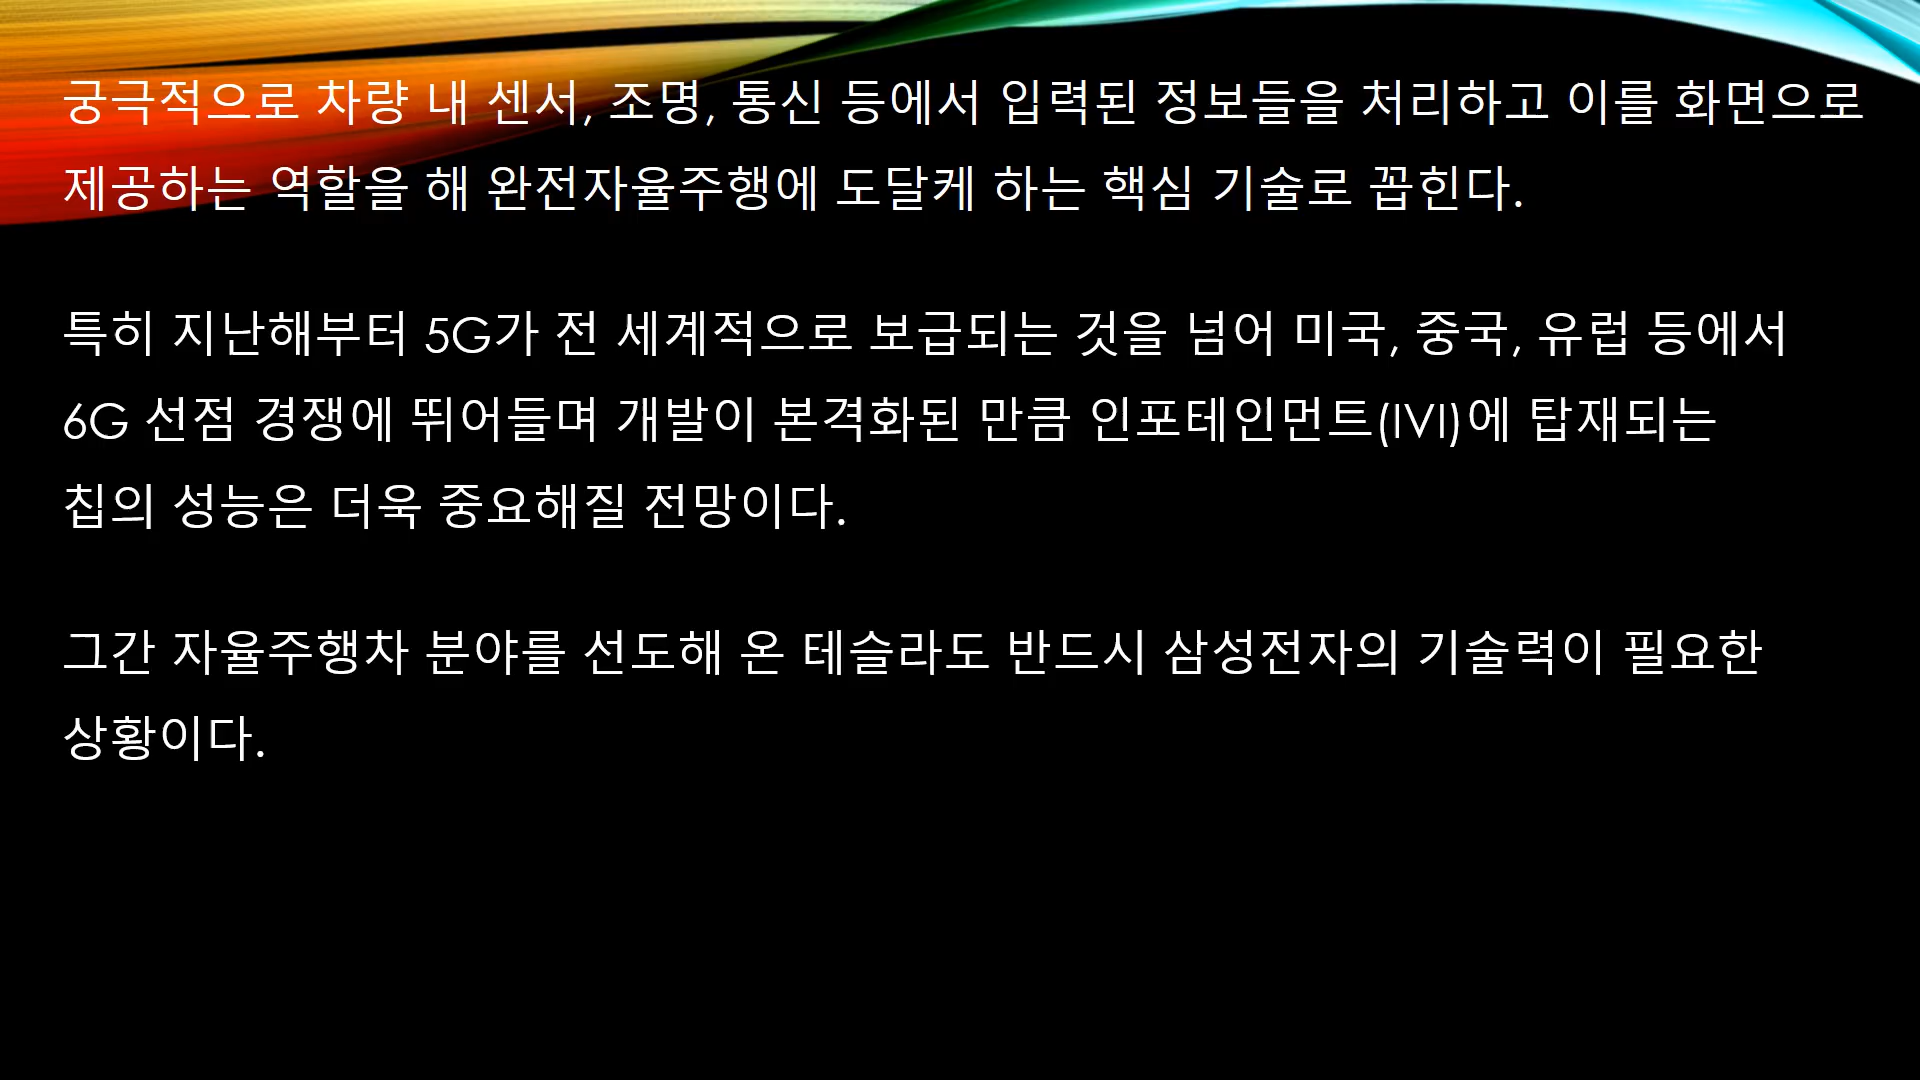 궁극적으로 차량 내 센서, 조명, 통신 등에서 입력된 정보들을 처리하고 이를 화면으로
제공하는 역할을 해 완전자율주행에 도달케 하는 핵심 기술로 꼽힌다.
특히 지난해부터 5G가 전 세계적으로 보급되는 것을 넘어 미국, 중국, 유럽 등에서
6G 선점 경쟁에 뛰어들며 개발이 본격화된 만큼 인포테인먼트(IVI)에 탑재되는
칩의 성능은 더욱 중요해질 전망이다.
그간 자율주행차 분야를 선도해 온 테슬라도 반드시 삼성전자의 기술력이 필요한
상황이다.